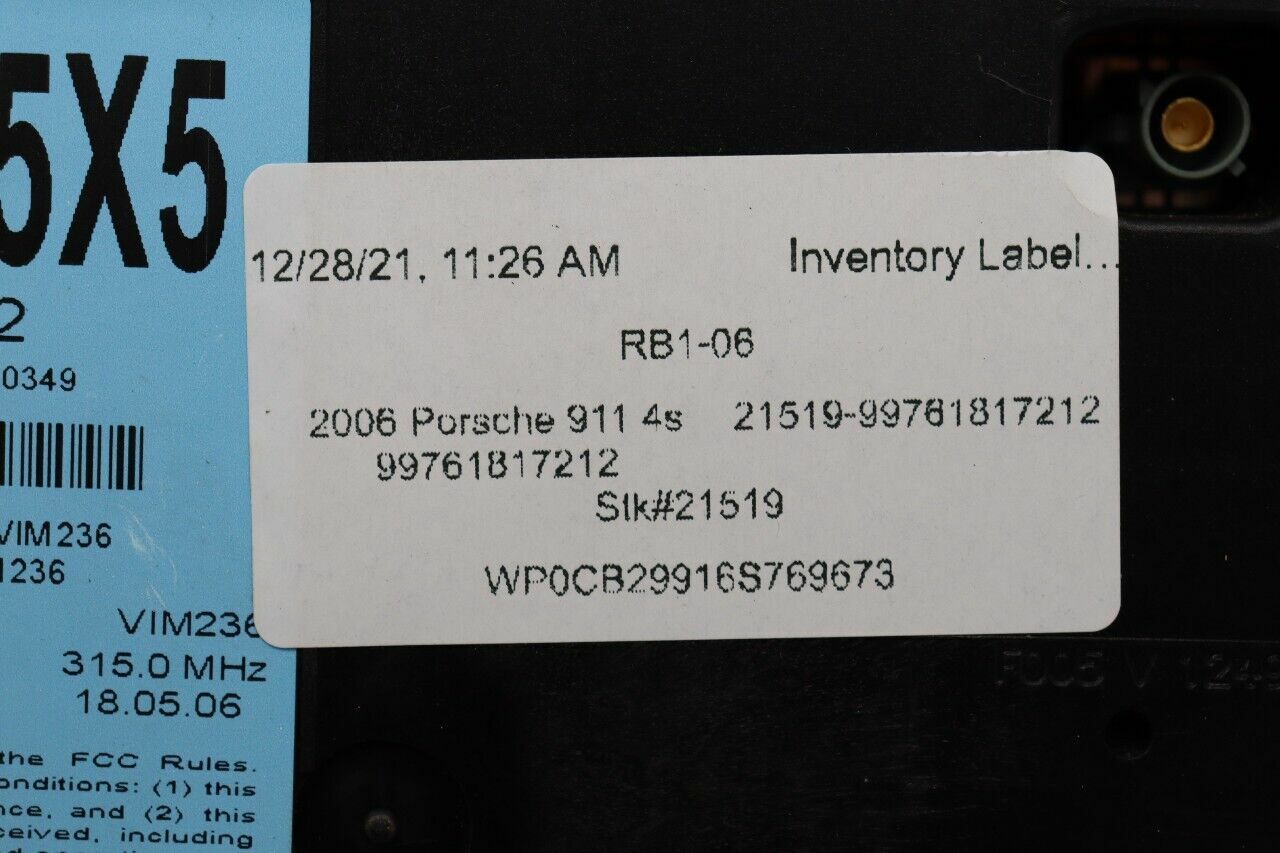 5X5
2
0349
VIM236
1236
VIM236
315.0 MHz
18.05.06
the FCC Rules.
onditions: (1) this
nce, and (2) this
ceived, including
12/28/21, 11:26 AM Inventory Label...
RB1-06
2006 Porsche 911 4s 21519-99761817212
99761817212
Stk#21519
WP0CB29916S769673
F005 V 1249